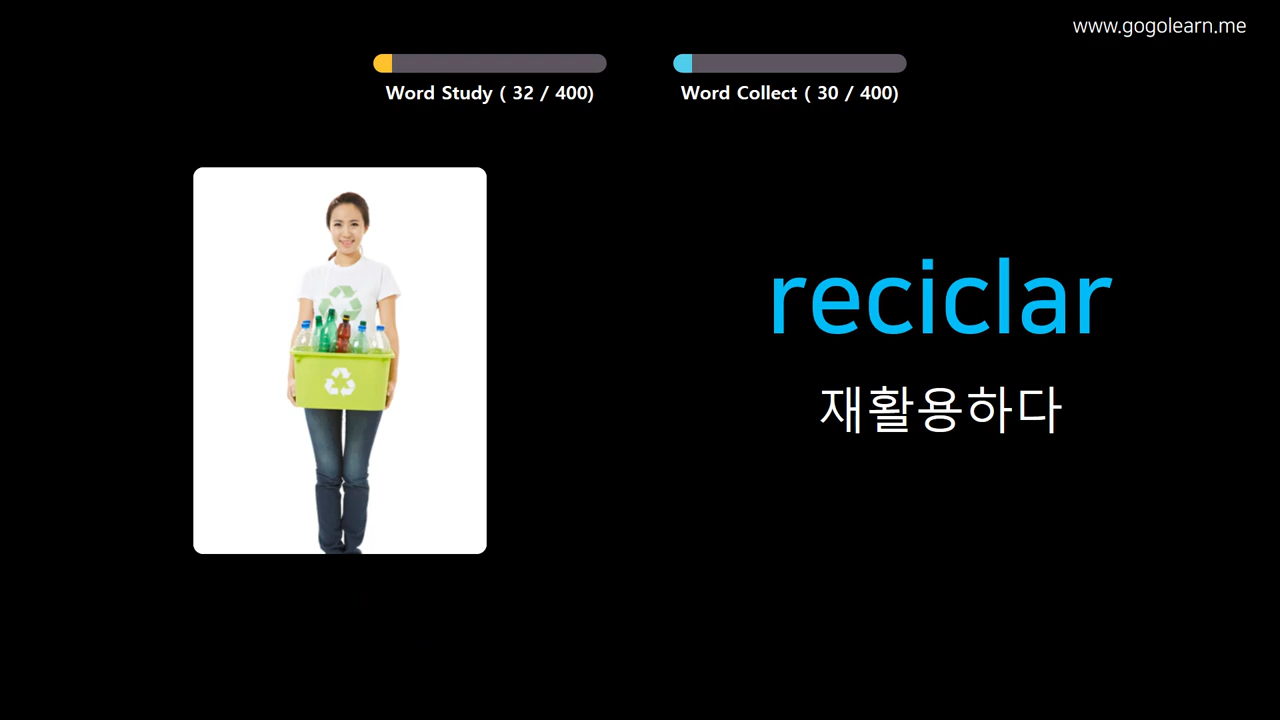 www.gogolearn.me
Word Study ( 32 / 400)
Word Collect ( 30 / 400)
reciclar
재활용하다